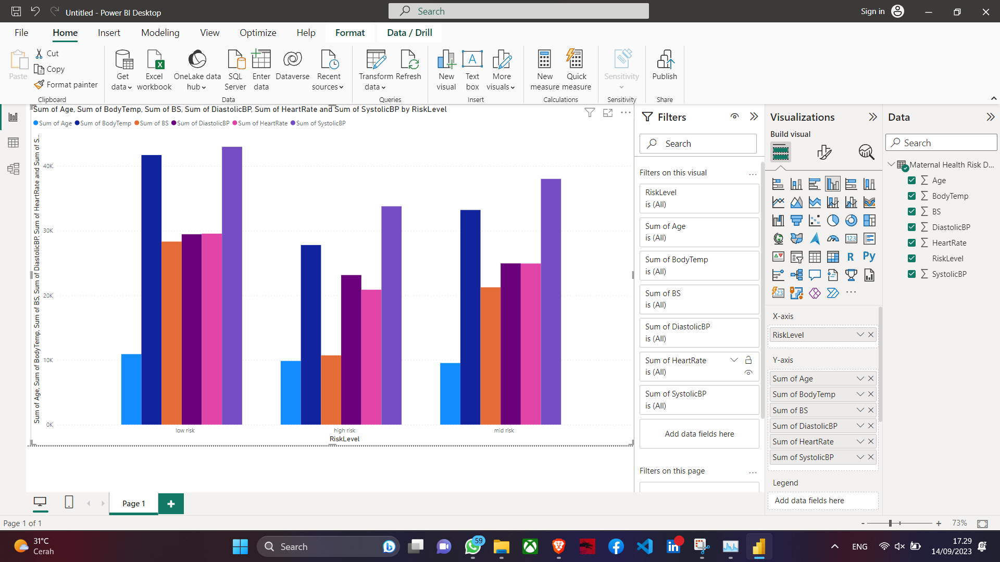 Untitled - Power BI Desktop
Search
Sign in
File
Home
Insert
Modeling
View
Optimize
Help
Format
Data / Drill
Paste
Cut
Copy
Format painter
Clipboard
Get data
Excel workbook
OneLake data hub
SQL Server
Enter data
Dataverse
Recent sources
Data
Transform data
Refresh
Queries
New visual
Text box
More visuals
Insert
New measure
Quick measure
Calculations
Sensitivity
Sensitivity
Publish
Share
Sum of Age, Sum of BodyTemp, Sum of BS, Sum of DiastolicBP, Sum of HeartRate and Sum of SystolicBP by RiskLevel
Sum of Age Sum of BodyTemp Sum of BS Sum of DiastolicBP Sum of HeartRate Sum of SystolicBP
Sum of Age, Sum of BodyTemp, Sum of BS, Sum of DiastolicBP, Sum of HeartRate and Sum of S...
40K
30K
20K
10K
0K
low risk
high risk
mid risk
RiskLevel
Filters
Search
Filters on this visual
...
RiskLevel
is (All)
Sum of Age
is (All)
Sum of BodyTemp
is (All)
Sum of BS
is (All)
Sum of DiastolicBP
is (All)
Sum of HeartRate
is (All)
Sum of SystolicBP
is (All)
Add data fields here
Filters on this page
...
Visualizations
Build visual
123
R
Py
123
...
X-axis
RiskLevel
Y-axis
Sum of Age
Sum of BodyTemp
Sum of BS
Sum of DiastolicBP
Sum of HeartRate
Sum of SystolicBP
Legend
Add data fields here
Data
Search
Maternal Health Risk D...
Age
BodyTemp
BS
DiastolicBP
HeartRate
RiskLevel
SystolicBP
Page 1
Page 1 of 1
- + 73%
31°C
Cerah
Search
59
ENG
17.29
14/09/2023